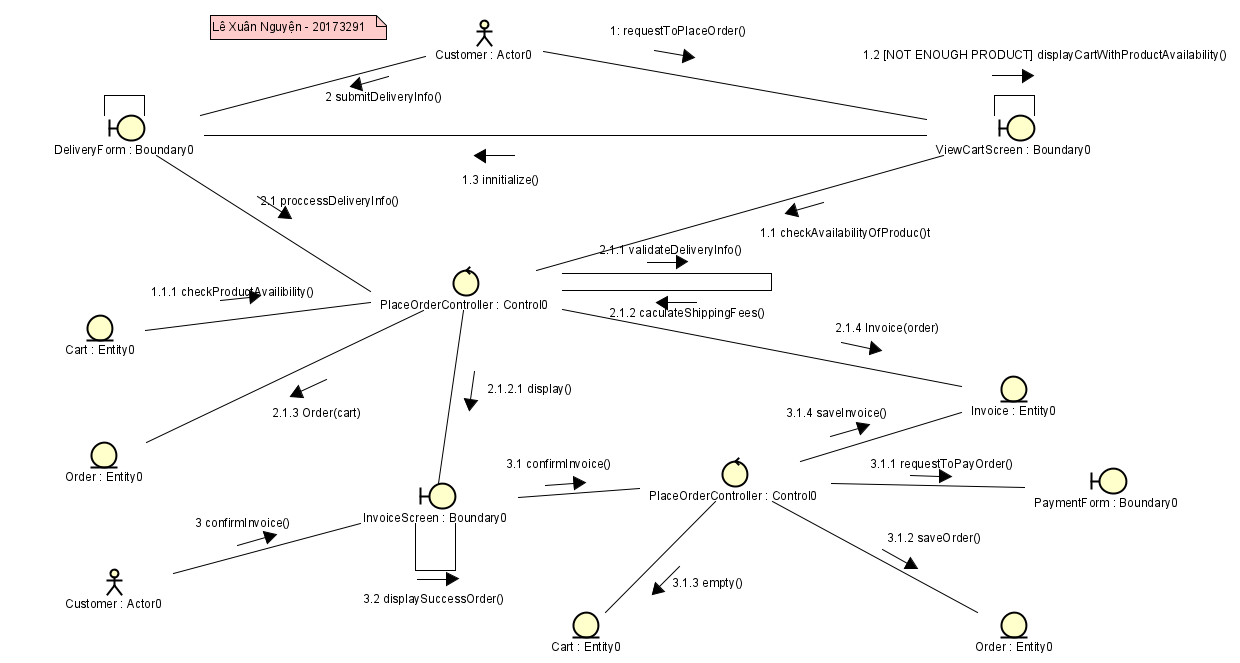 Lê Xuân Nguyện - 20173291
1: requestToPlaceOrder()
Customer : Actor0
1.2 [NOT ENOUGH PRODUCT] displayCartWithProductAvailability()
2 submitDeliveryInfo()
DeliveryForm : Boundary0
ViewCartScreen : Boundary0
1.3 innitialize()
2.1 proccessDeliveryInfo()
1.1 checkAvailabilityOfProduc()t
2.1.1 validateDeliveryInfo()
1.1.1 checkProductAvailibility()
PlaceOrderController : Control0
2.1.2 caculateShippingFees()
2.1.4 Invoice(order)
Cart : Entity0
2.1.2.1 display()
2.1.3 Order(cart)
3.1.4 saveInvoice()
Invoice : Entity0
Order : Entity0
3.1 confirmInvoice()
3.1.1 requestToPayOrder()
PlaceOrderController : Control0
PaymentForm : Boundary0
InvoiceScreen : Boundary0
3 confirmInvoice()
3.1.2 saveOrder()
3.1.3 empty()
Customer : Actor0
3.2 displaySuccessOrder()
Cart : Entity0
Order : Entity0